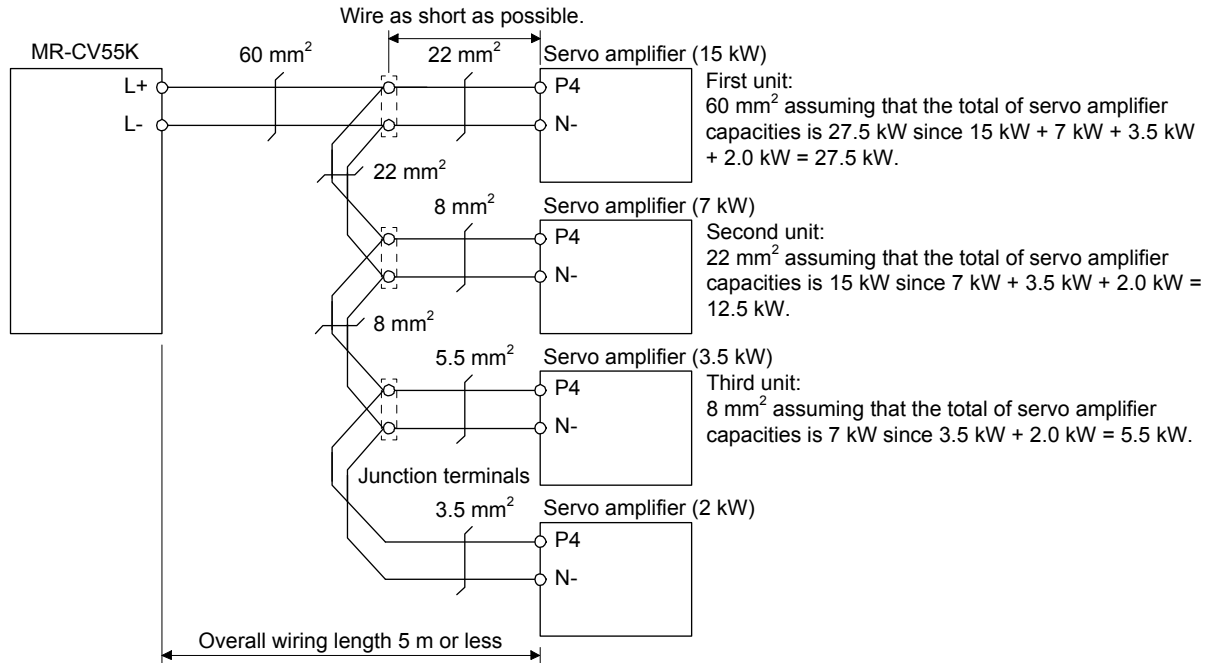 Wire as short as possible.
MR-CV55K
60 mm²
22 mm²
Servo amplifier (15 kW)
L+
L-
P4
N-
First unit:
60 mm² assuming that the total of servo amplifier
capacities is 27.5 kW since 15 kW + 7 kW + 3.5 kW
+ 2.0 kW = 27.5 kW.
22 mm²
8 mm²
Servo amplifier (7 kW)
P4
N-
Second unit:
22 mm² assuming that the total of servo amplifier
capacities is 15 kW since 7 kW + 3.5 kW + 2.0 kW =
12.5 kW.
8 mm²
5.5 mm²
Servo amplifier (3.5 kW)
P4
N-
Third unit:
8 mm² assuming that the total of servo amplifier
capacities is 7 kW since 3.5 kW + 2.0 kW = 5.5 kW.
Junction terminals
3.5 mm²
Servo amplifier (2 kW)
P4
N-
Overall wiring length 5 m or less